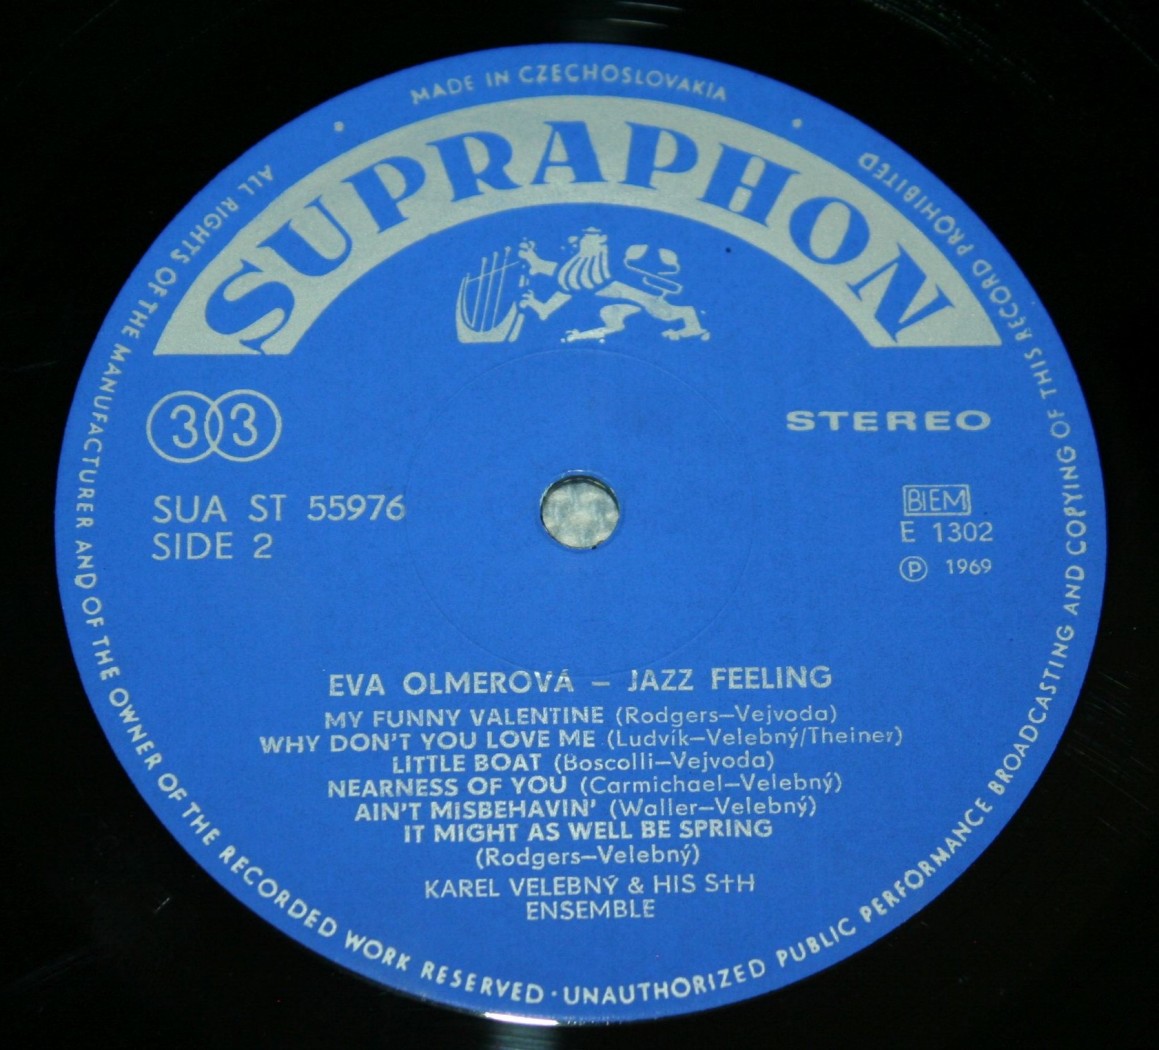 MADE IN CZECHOSLOVAKIA
ALL RIGHTS OF THE MANUFACTURER AND OF THE OWNER OF THE RECORDED WORK RESERVED · UNAUTHORIZED PUBLIC PERFORMANCE BROADCASTING AND COPYING OF THIS RECORD PROHIBITED
SUPRAPHON
33
STEREO
SUA ST 55976
SIDE 2
BIEM
E 1302
Ⓟ 1969
EVA OLMEROVÁ – JAZZ FEELING
MY FUNNY VALENTINE (Rodgers–Vejvoda)
WHY DON'T YOU LOVE ME (Ludvík–Velebný/Theiner)
LITTLE BOAT (Boscolli–Vejvoda)
NEARNESS OF YOU (Carmichael–Velebný)
AIN'T MISBEHAVIN' (Waller–Velebný)
IT MIGHT AS WELL BE SPRING
(Rodgers–Velebný)
KAREL VELEBNÝ & HIS S†H
ENSEMBLE